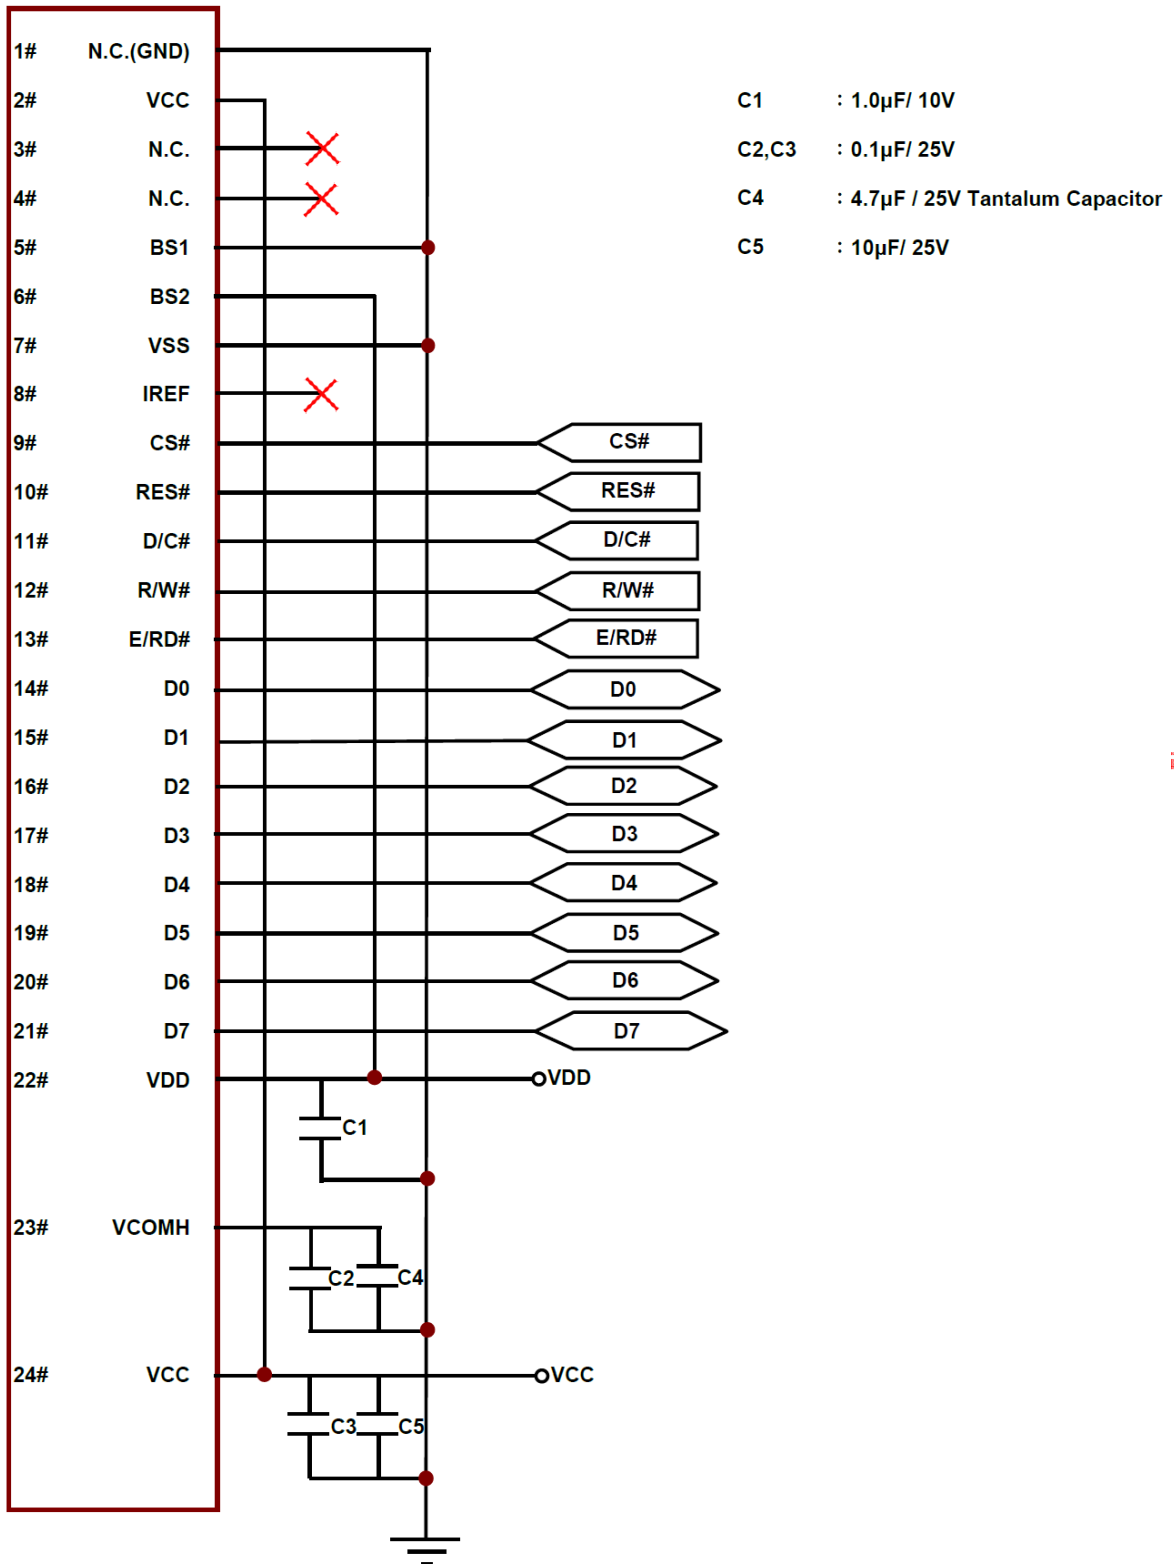 1# N.C.(GND)
2# VCC
C1 : 1.0µF/ 10V
3# N.C.
C2,C3 : 0.1µF/ 25V
4# N.C.
C4 : 4.7µF / 25V Tantalum Capacitor
5# BS1
C5 : 10µF/ 25V
6# BS2
7# VSS
8# IREF
9# CS# CS#
10# RES# RES#
11# D/C# D/C#
12# R/W# R/W#
13# E/RD# E/RD#
14# D0 D0
15# D1 D1
16# D2 D2
17# D3 D3
18# D4 D4
19# D5 D5
20# D6 D6
21# D7 D7
22# VDD VDD
C1
23# VCOMH
C2 C4
24# VCC VCC
C3 C5